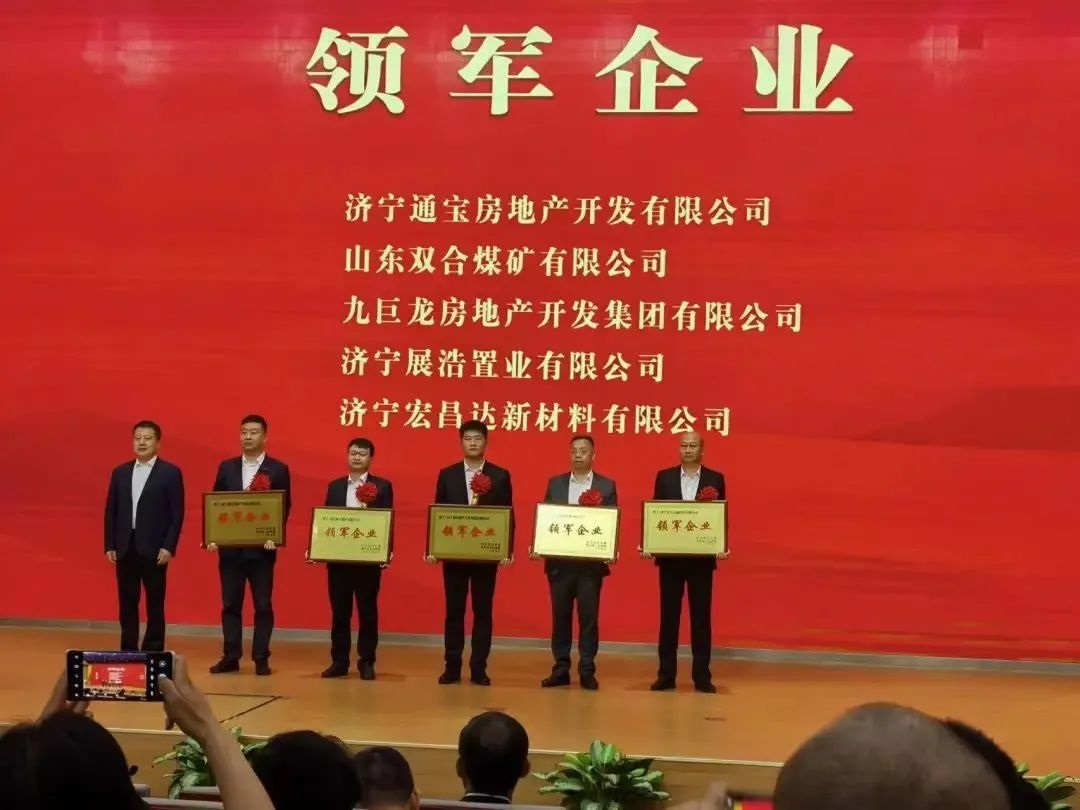 领军企业
济宁通宝房地产开发有限公司
山东双合煤矿有限公司
九巨龙房地产开发集团有限公司
济宁展浩置业有限公司
济宁宏昌达新材料有限公司
领军企业
领军企业
领军企业
领军企业
领军企业